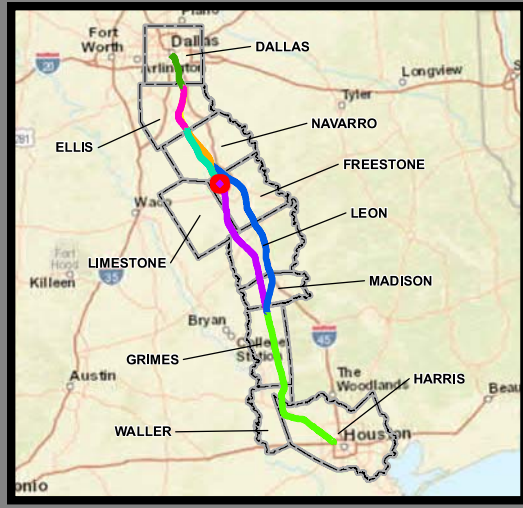 Plano
Fort
Worth
Dallas
DALLAS
20
Arlington
Longview
Tyler
NAVARRO
281
ELLIS
FREESTONE
Waco
LEON
Fort
Hood
LIMESTONE
35
Killeen
MADISON
Bryan
College
Station
45
GRIMES
Austin
The
Woodlands
HARRIS
Beau
WALLER
Houston
onio